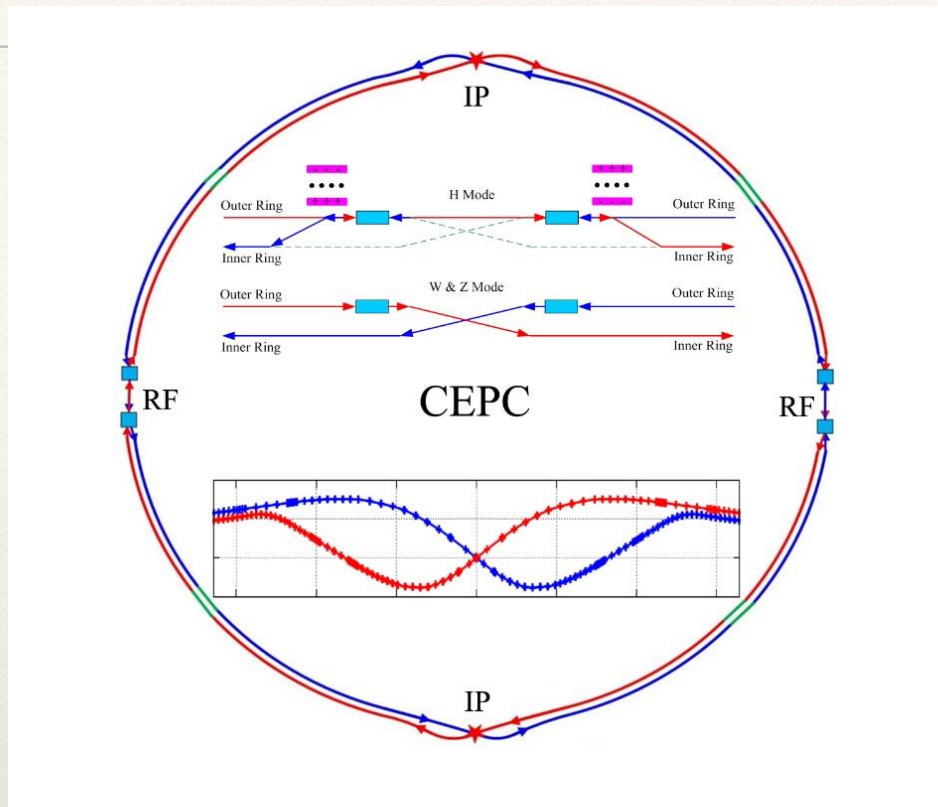 IP
H Mode
Outer Ring
Outer Ring
Inner Ring
Inner Ring
W & Z Mode
Outer Ring
Outer Ring
Inner Ring
Inner Ring
RF
CEPC
RF
IP